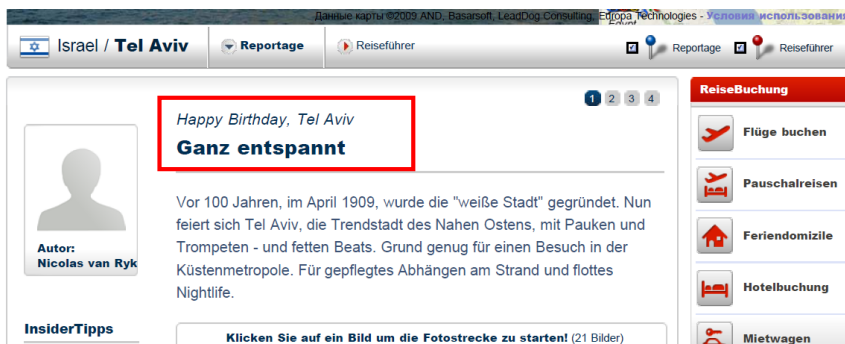 Данные карты ©2009 AND, Basarsoft, LeadDog Consulting, Europa Technologies - Условия использования
Egypt
Israel / Tel Aviv
Reportage
Reiseführer
Reportage
Reiseführer
1 2 3 4
Happy Birthday, Tel Aviv
Ganz entspannt
Autor:
Nicolas van Ryk
Vor 100 Jahren, im April 1909, wurde die "weiße Stadt" gegründet. Nun
feiert sich Tel Aviv, die Trendstadt des Nahen Ostens, mit Pauken und
Trompeten - und fetten Beats. Grund genug für einen Besuch in der
Küstenmetropole. Für gepflegtes Abhängen am Strand und flottes
Nightlife.
InsiderTipps
Klicken Sie auf ein Bild um die Fotostrecke zu starten! (21 Bilder)
ReiseBuchung
Flüge buchen
Pauschalreisen
Feriendomizile
Hotelbuchung
Mietwagen